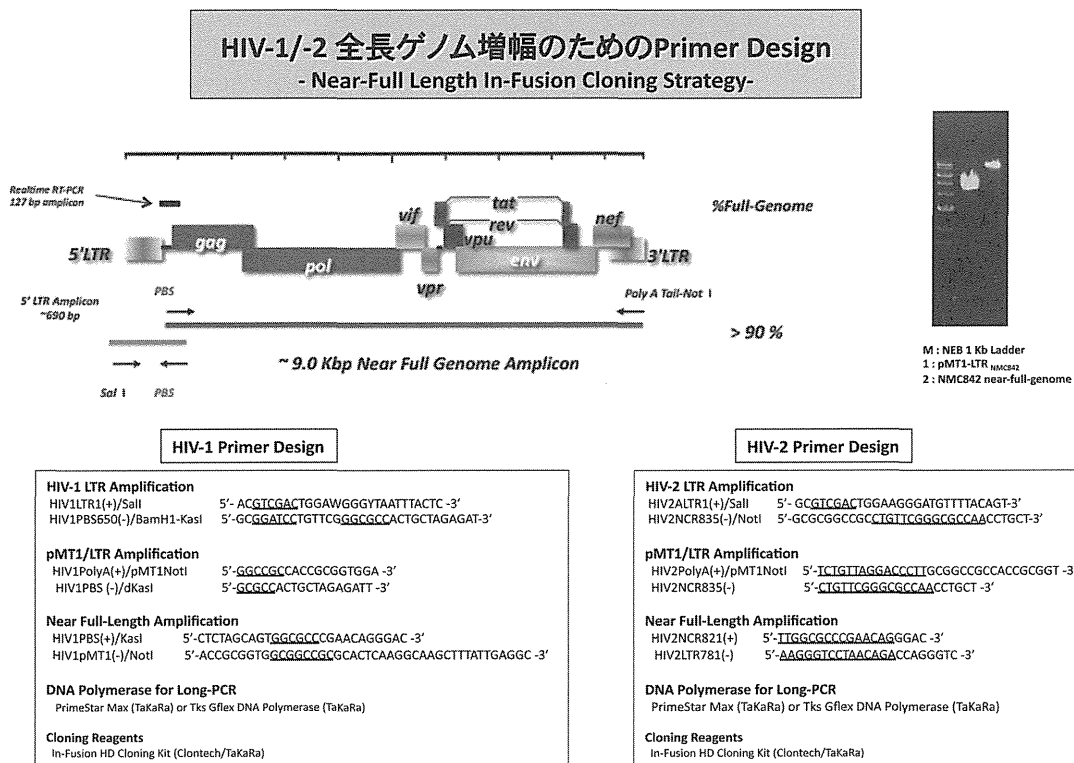 HIV-1/-2 全長ゲノム増幅のためのPrimer Design
- Near-Full Length In-Fusion Cloning Strategy-
Realtime RT-PCR
127 bp amplicon
tat
%Full-Genome
vif
rev
nef
gag
vpu
5'LTR
pol
env
3'LTR
vpr
PBS
Poly A Tail-Not I
5' LTR Amplicon
~690 bp
> 90 %
~ 9.0 Kbp Near Full Genome Amplicon
Sal I
PBS
M : NEB 1 Kb Ladder
1 : pMT1-LTR NMC842
2 : NMC842 near-full-genome
HIV-1 Primer Design
HIV-1 LTR Amplification
HIV1LTR1(+)/SalI 5'- ACGTCGACTGGAWGGGYTAATTTACTC -3'
HIV1PBS650(-)/BamH1-KasI 5'-GCGGATCCTGTTCGGGCGCCACTGCTAGAGAT-3'
pMT1/LTR Amplification
HIV1PolyA(+)/pMT1NotI 5'-GGCCGCCACCGCGGTGGA -3'
HIV1PBS (-)/dKasI 5'-GCGCCACTGCTAGAGATT -3'
Near Full-Length Amplification
HIV1PBS(+)/KasI 5'-CTCTAGCAGTGGCGCCCGAACAGGGAC -3'
HIV1pMT1(-)/NotI 5'-ACCGCGGTGGCGGCCGCGCACTCAAGGCAAGCTTTATTGAGGC -3'
DNA Polymerase for Long-PCR
PrimeStar Max (TaKaRa) or Tks Gflex DNA Polymerase (TaKaRa)
Cloning Reagents
In-Fusion HD Cloning Kit (Clontech/TaKaRa)
HIV-2 Primer Design
HIV-2 LTR Amplification
HIV2ALTR1(+)/SalI 5'- GCGTCGACTGGAAGGGATGTTTTACAGT -3'
HIV2NCR835(-)/NotI 5'-GCGCGGCCGCCTGTTCGGGCGCCAACCTGCT-3'
pMT1/LTR Amplification
HIV2PolyA(+)/pMT1NotI 5'-TCTGTTAGGACCCTTGCGGCCGCCACCGCGGT -3'
HIV2NCR835(-) 5'-CTGTTCGGGCGCCAACCTGCT -3'
Near Full-Length Amplification
HIV2NCR821(+) 5'-TTGGCGCCCGAACAGGGAC -3'
HIV2LTR781(-) 5'-AAGGGTCCTAACAGACCAGGGTC -3'
DNA Polymerase for Long-PCR
PrimeStar Max (TaKaRa) or Tks Gflex DNA Polymerase (TaKaRa)
Cloning Reagents
In-Fusion HD Cloning Kit (Clontech/TaKaRa)